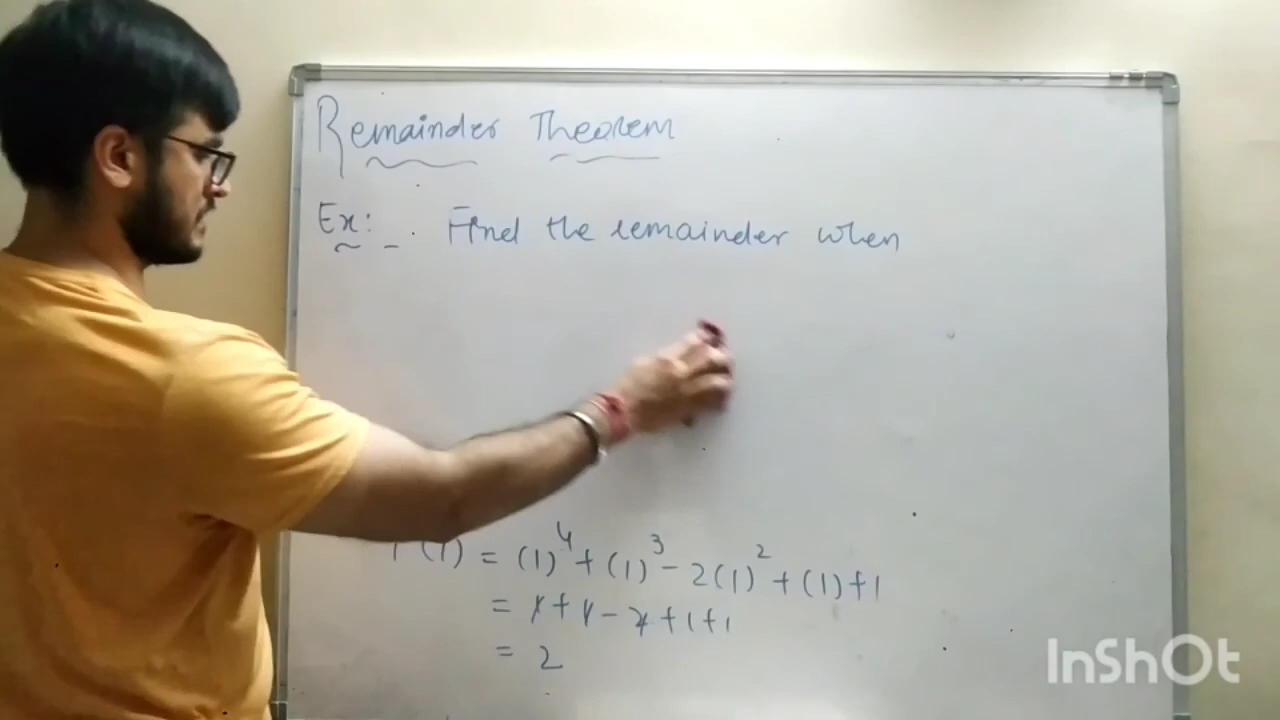 Remainder Theorem
Ex: - . Find the remainder when
P(1) = (1)⁴ + (1)³ - 2(1)² + (1) + 1
= 1 + 1 - 2 + 1 + 1
= 2
InShOt